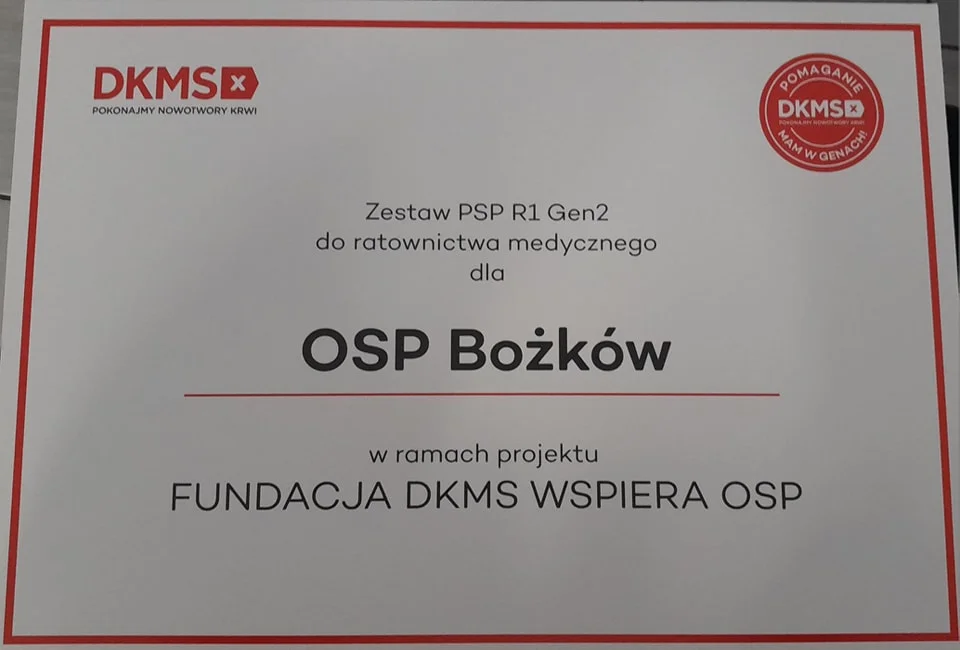 DKMS
POKONAJMY NOWOTWORY KRWI
POMAGANIE
DKMS
POKONAJMY NOWOTWORY KRWI
MAM W GENACH!
Zestaw PSP R1 Gen2
do ratownictwa medycznego
dla
OSP Bożków
w ramach projektu
FUNDACJA DKMS WSPIERA OSP